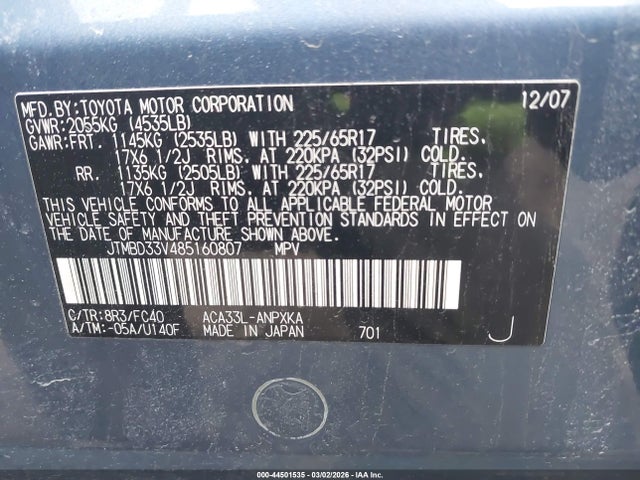 MFD.BY:TOYOTA MOTOR CORPORATION 12/07
GVWR:2055KG (4535LB)
GAWR:FRT. 1145KG (2535LB) WITH 225/65R17 TIRES.
17X6 1/2J RIMS. AT 220KPA (32PSI) COLD.
RR. 1135KG (2505LB) WITH 225/65R17 TIRES.
17X6 1/2J RIMS. AT 220KPA (32PSI) COLD.
THIS VEHICLE CONFORMS TO ALL APPLICABLE FEDERAL MOTOR
VEHICLE SAFETY AND THEFT PREVENTION STANDARDS IN EFFECT
ON THE DATE OF MANUFACTURE SHOWN ABOVE.
JTMBD33V485160807 MPV
C/TR:8R3/FC40 ACA33L-ANPXKA
A/TM:-05A/U140F MADE IN JAPAN 701 J
000-44501535 - 03/02/2026 - IAA Inc.